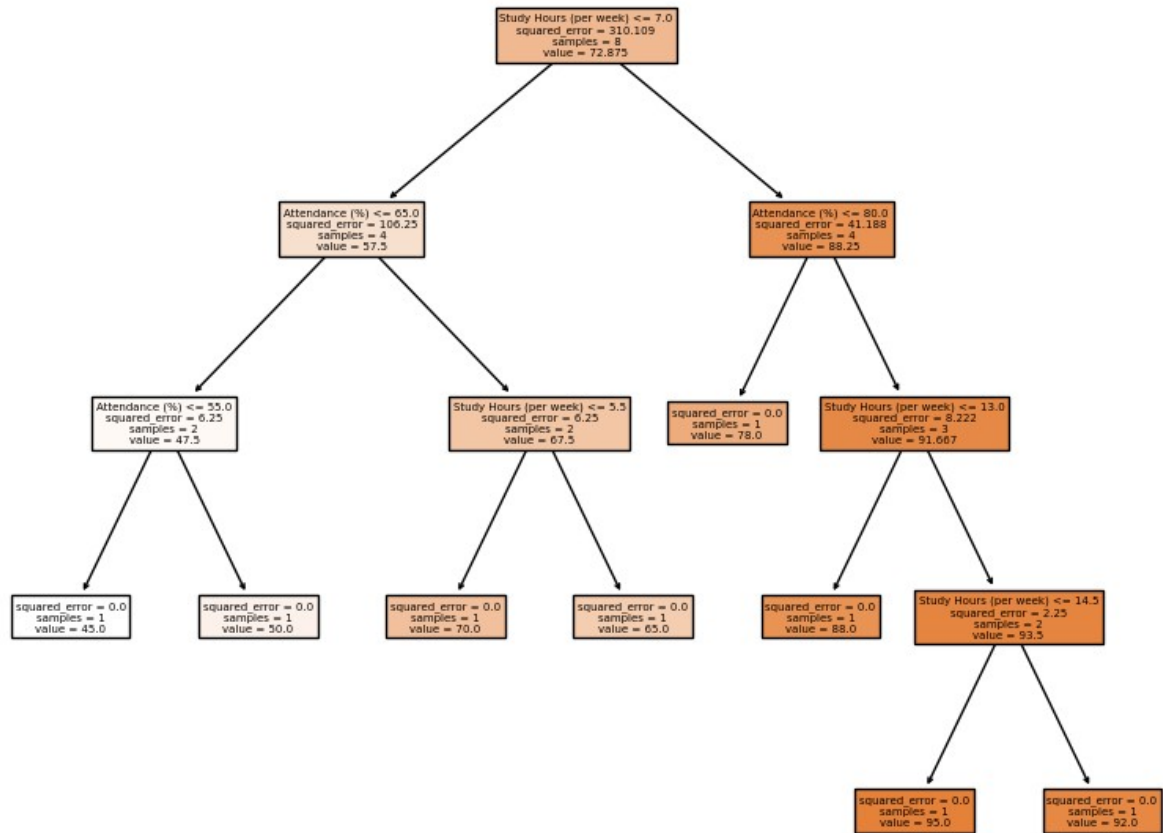 Study Hours (per week) <= 7.0
squared_error = 310.109
samples = 8
value = 72.875
Attendance (%) <= 65.0
squared_error = 106.25
samples = 4
value = 57.5
Attendance (%) <= 80.0
squared_error = 41.188
samples = 4
value = 88.25
Attendance (%) <= 55.0
squared_error = 6.25
samples = 2
value = 47.5
Study Hours (per week) <= 5.5
squared_error = 6.25
samples = 2
value = 67.5
squared_error = 0.0
samples = 1
value = 78.0
Study Hours (per week) <= 13.0
squared_error = 8.222
samples = 3
value = 91.667
squared_error = 0.0
samples = 1
value = 45.0
squared_error = 0.0
samples = 1
value = 50.0
squared_error = 0.0
samples = 1
value = 70.0
squared_error = 0.0
samples = 1
value = 65.0
squared_error = 0.0
samples = 1
value = 88.0
Study Hours (per week) <= 14.5
squared_error = 2.25
samples = 2
value = 93.5
squared_error = 0.0
samples = 1
value = 95.0
squared_error = 0.0
samples = 1
value = 92.0